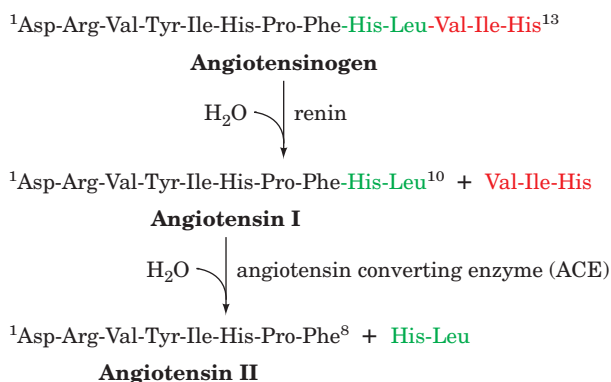 ¹Asp-Arg-Val-Tyr-Ile-His-Pro-Phe-His-Leu-Val-Ile-His¹³
Angiotensinogen
H₂O renin
¹Asp-Arg-Val-Tyr-Ile-His-Pro-Phe-His-Leu¹⁰ + Val-Ile-His
Angiotensin I
H₂O angiotensin converting enzyme (ACE)
¹Asp-Arg-Val-Tyr-Ile-His-Pro-Phe⁸ + His-Leu
Angiotensin II